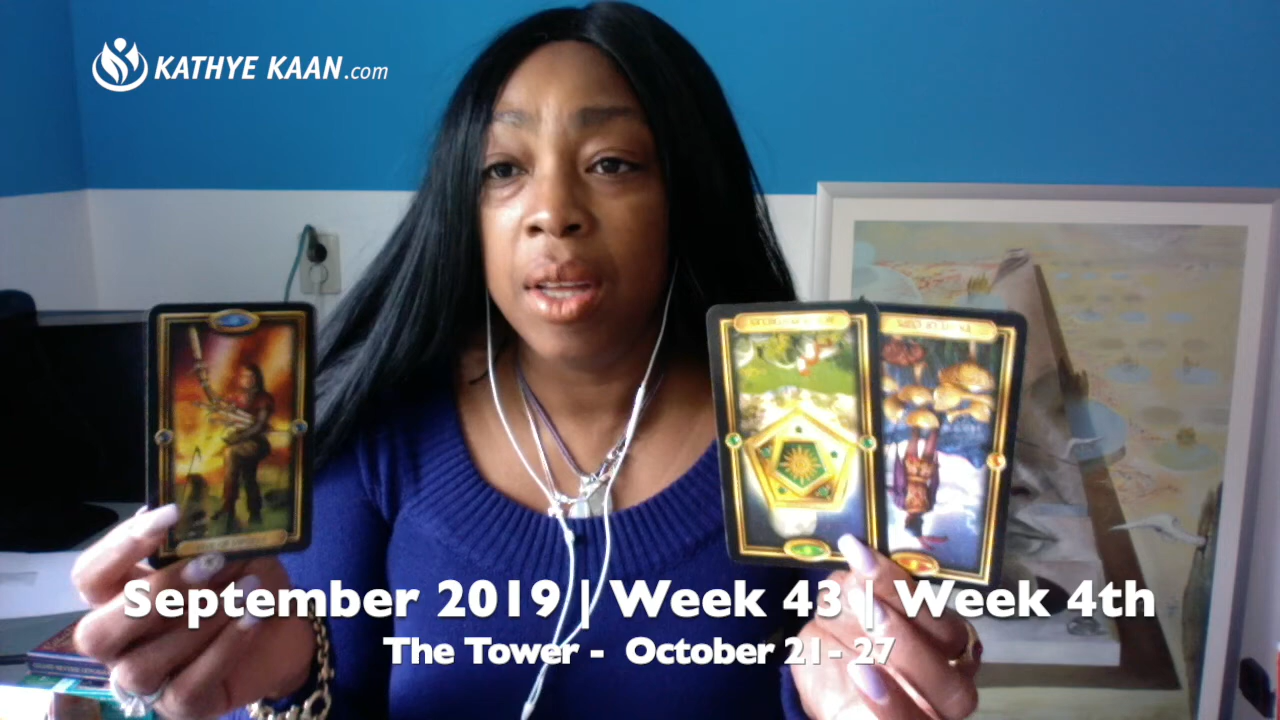 KATHYE KAAN.com
September 2019 | Week 43 | Week 4th
The Tower - October 21- 27